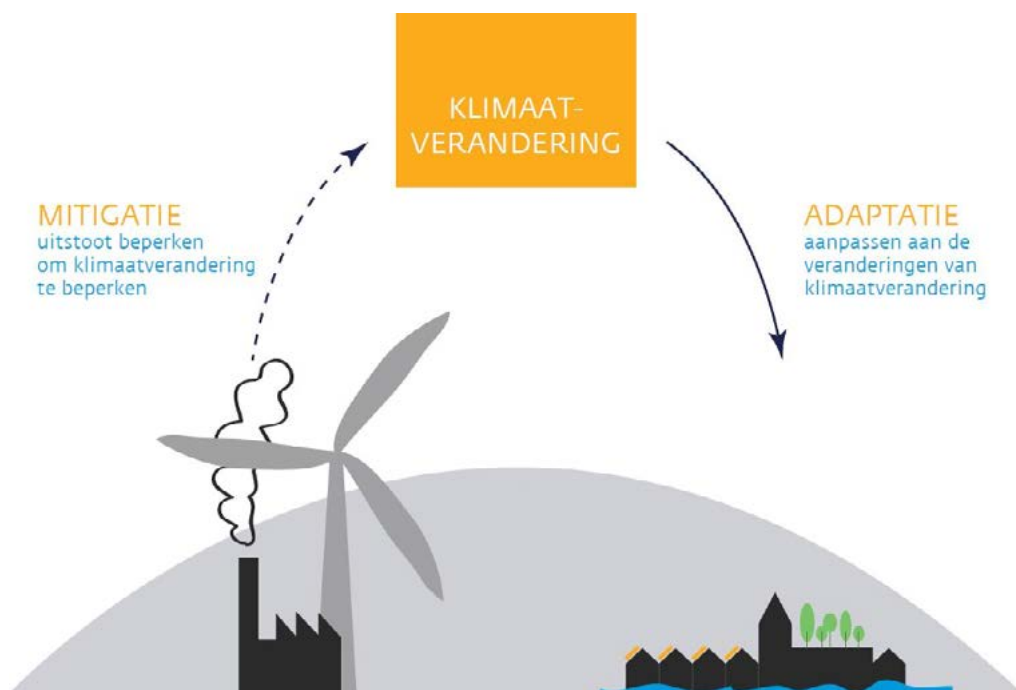 KLIMAAT-
VERANDERING
MITIGATIE
uitstoot beperken
om klimaatverandering
te beperken
ADAPTATIE
aanpassen aan de
veranderingen van
klimaatverandering